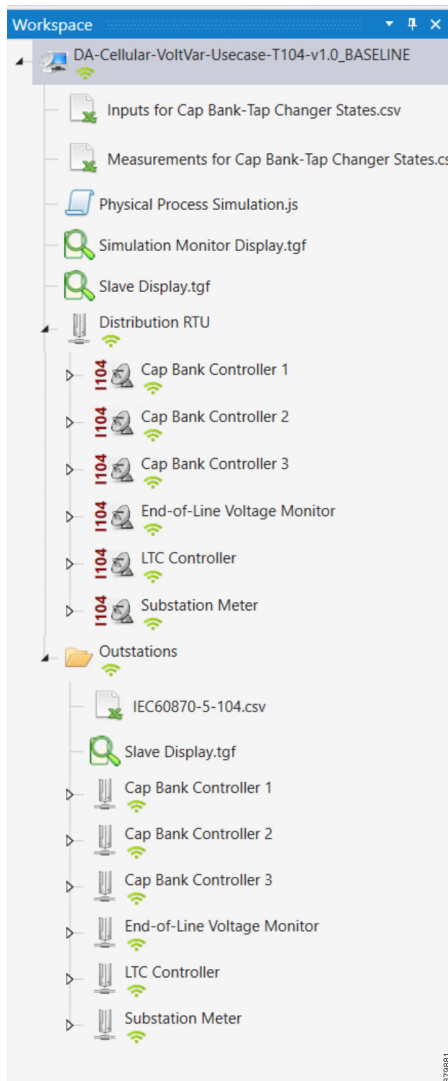 Workspace
DA-Cellular-VoltVar-Usecase-T104-v1.0_BASELINE
Inputs for Cap Bank-Tap Changer States.csv
Measurements for Cap Bank-Tap Changer States.cs
Physical Process Simulation.js
Simulation Monitor Display.tgf
Slave Display.tgf
Distribution RTU
I104 Cap Bank Controller 1
I104 Cap Bank Controller 2
I104 Cap Bank Controller 3
I104 End-of-Line Voltage Monitor
I104 LTC Controller
I104 Substation Meter
Outstations
IEC60870-5-104.csv
Slave Display.tgf
Cap Bank Controller 1
Cap Bank Controller 2
Cap Bank Controller 3
End-of-Line Voltage Monitor
LTC Controller
Substation Meter